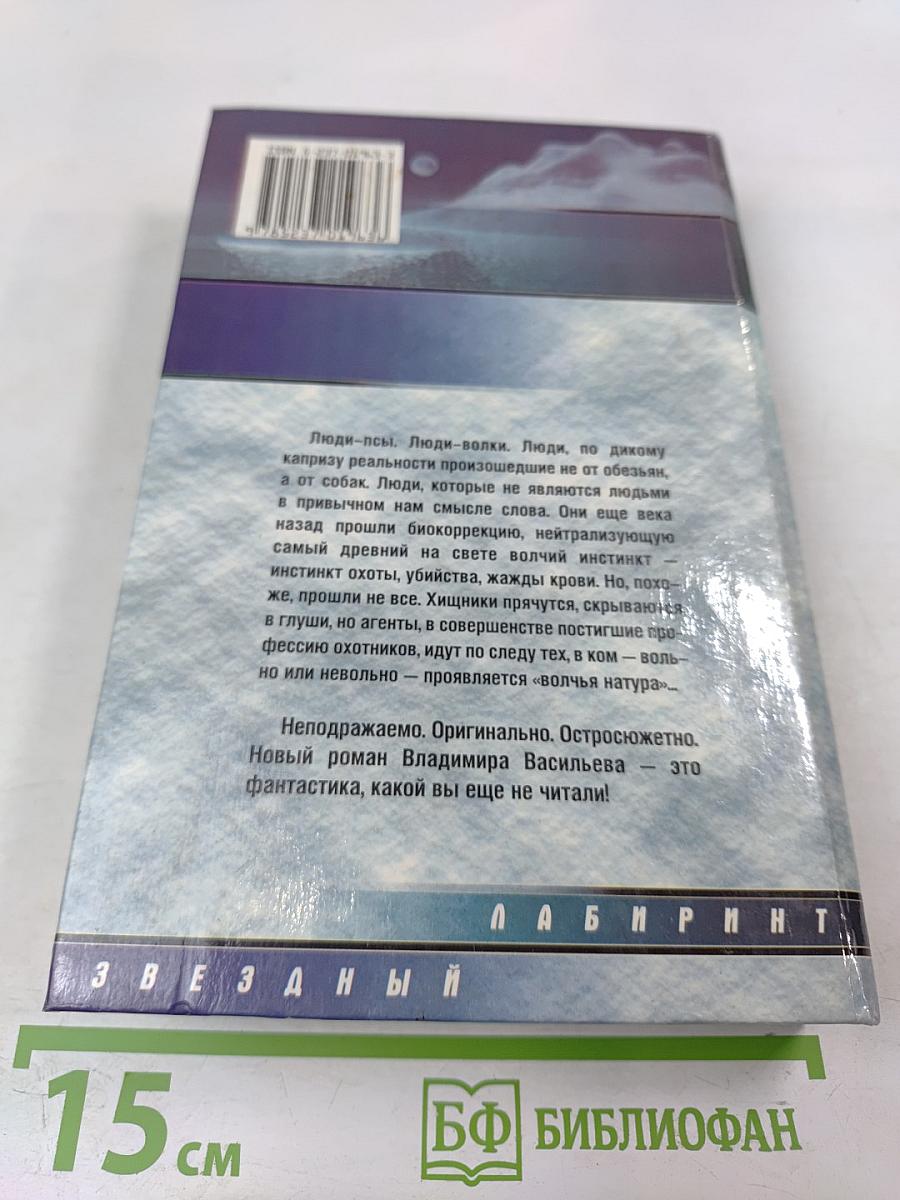 Люди-псы. Люди-волки. Люди, по дикому
капризу реальности произошедшие не от обезьян,
а от собак. Люди, которые не являются людьми
в привычном нам смысле слова. Они еще века
назад прошли биокоррекцию, нейтрализующую
самый древний на свете волчий инстинкт —
инстинкт охоты, убийства, жажды крови. Но, похо-
же, прошли не все. Хищники прячутся, скрываются
в глуши, но агенты, в совершенстве постигшие про-
фессию охотников, идут по следу тех, в ком — воль-
но или невольно — проявляется «волчья натура»...
Неподражаемо. Оригинально. Остросюжетно.
Новый роман Владимира Васильева — это
фантастика, какой вы еще не читали!
ЛАБИРИНТ
ЗВЕЗДНЫЙ
15 см
БФ БИБЛИОФАН